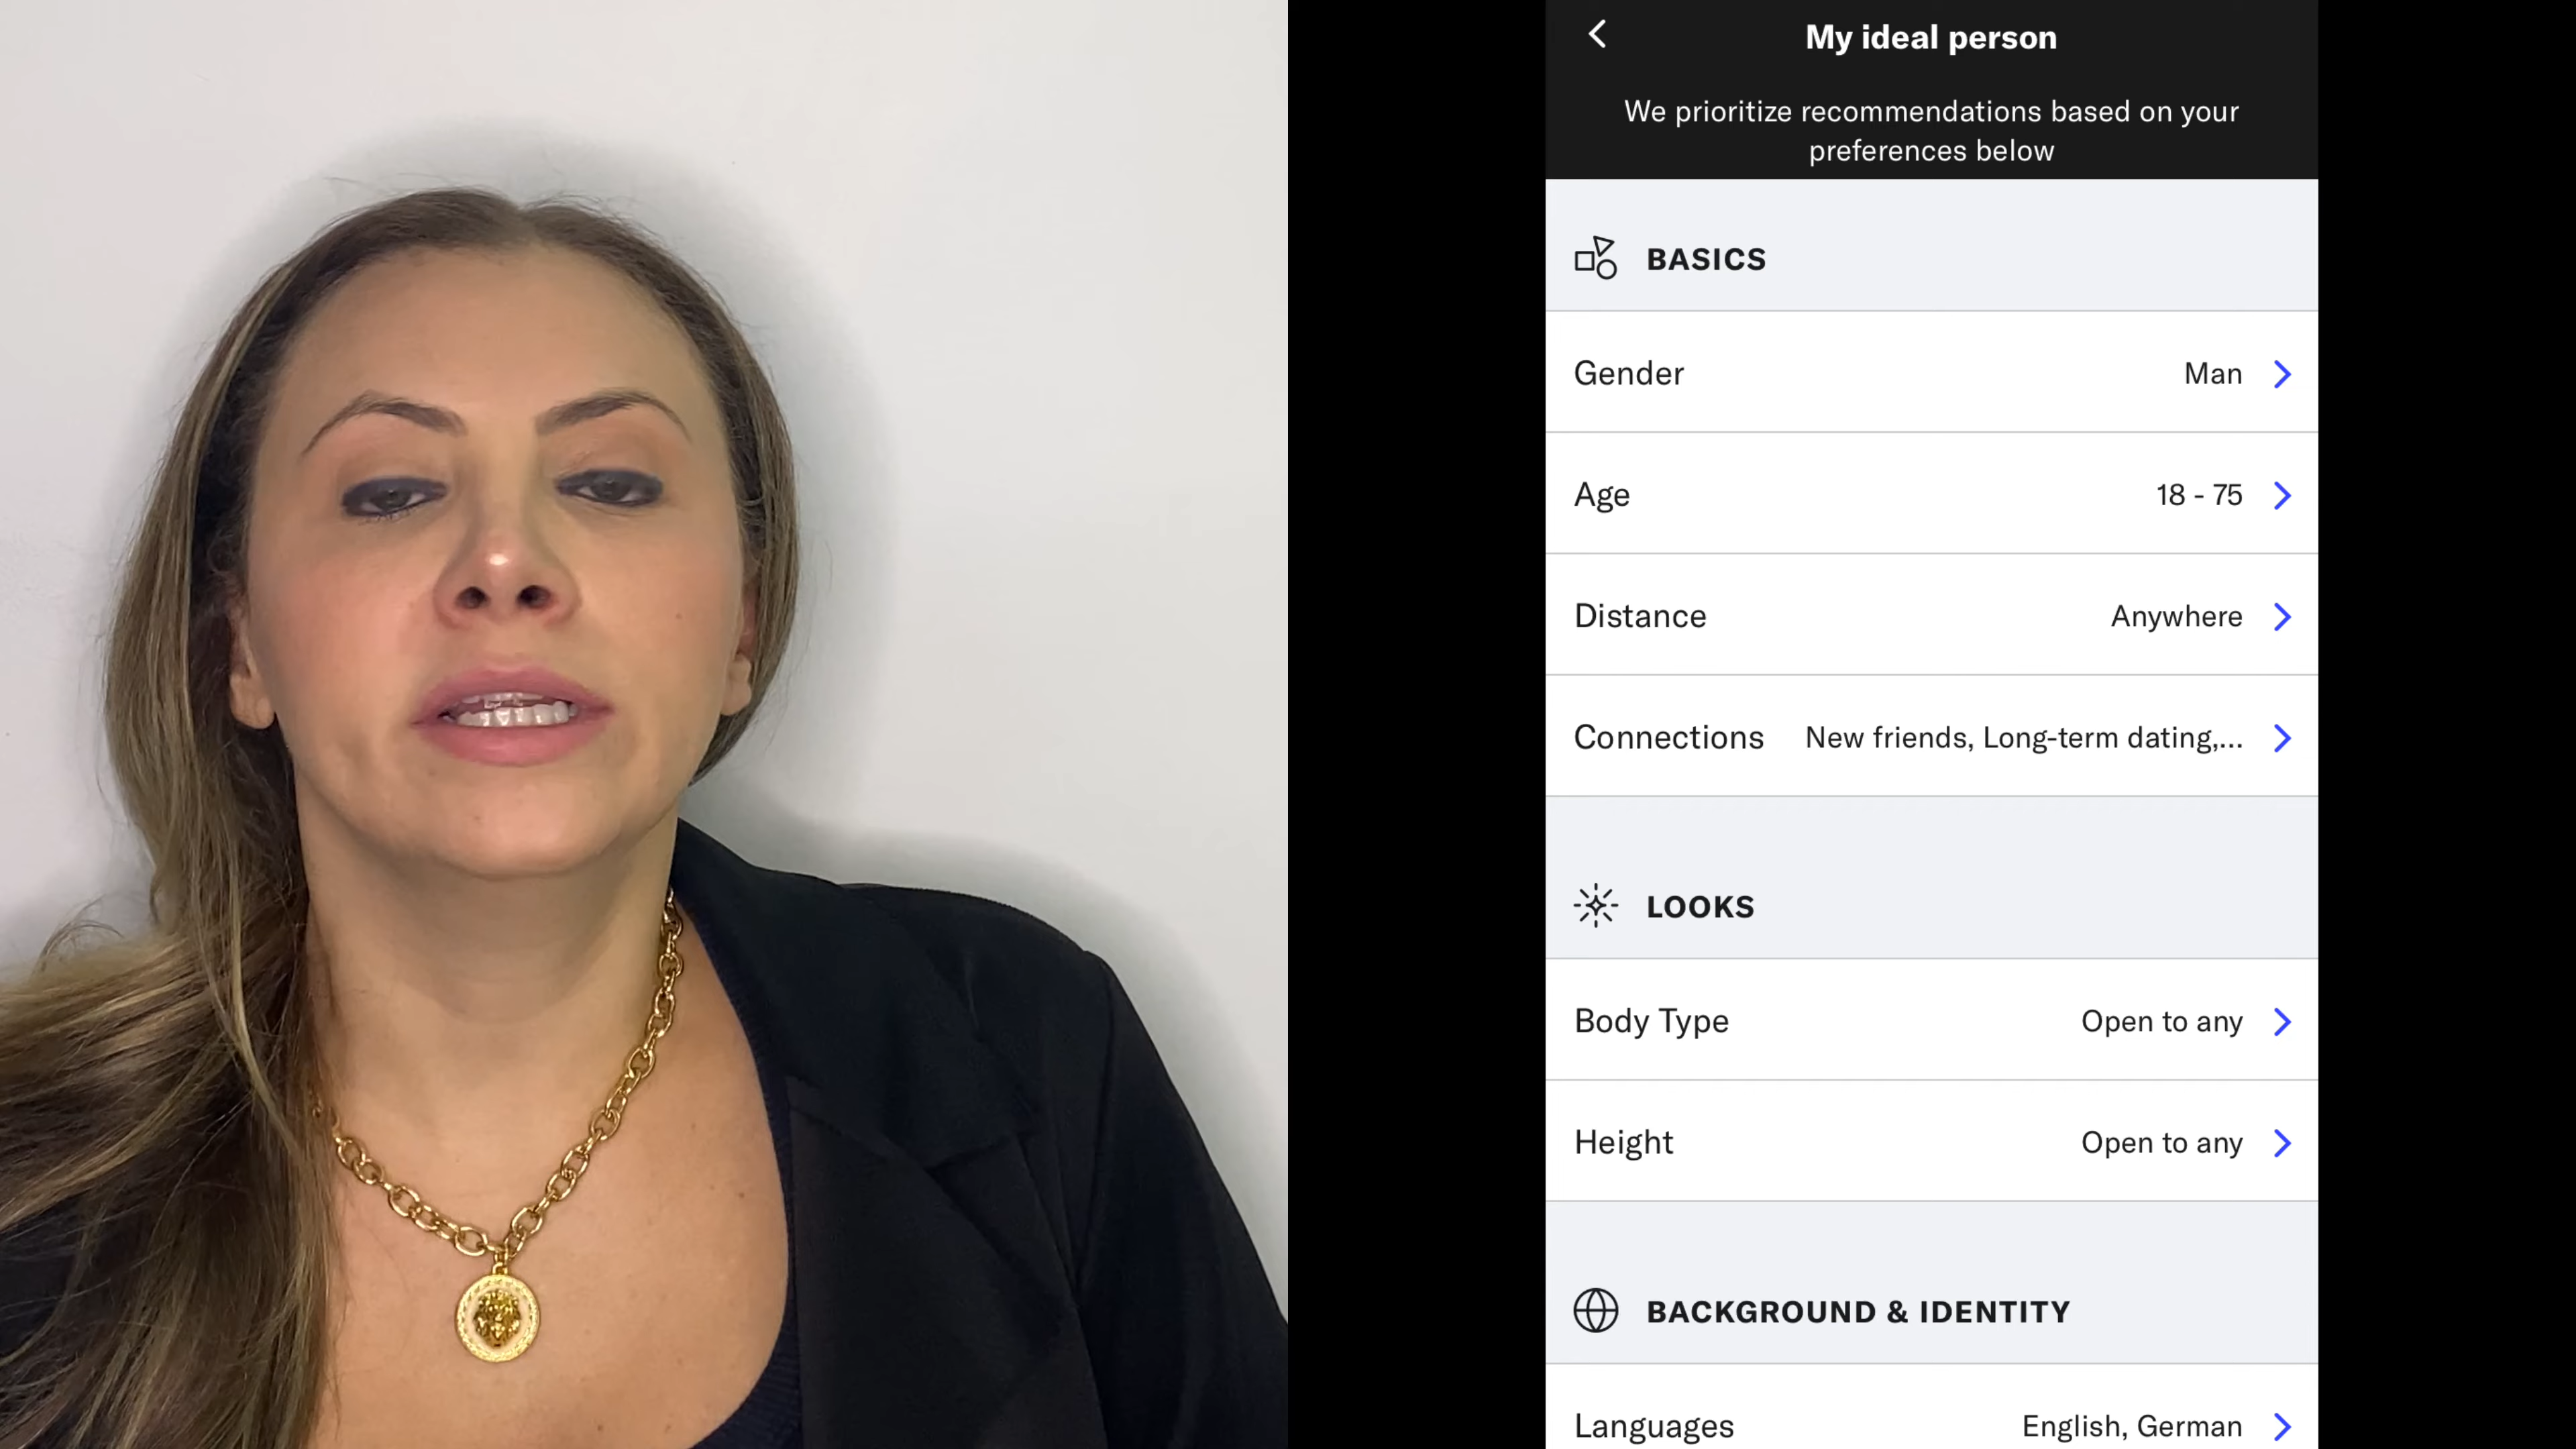 My ideal person
We prioritize recommendations based on your
preferences below
BASICS
Gender Man
Age 18 - 75
Distance Anywhere
Connections New friends, Long-term dating,...
LOOKS
Body Type Open to any
Height Open to any
BACKGROUND & IDENTITY
Languages English, German